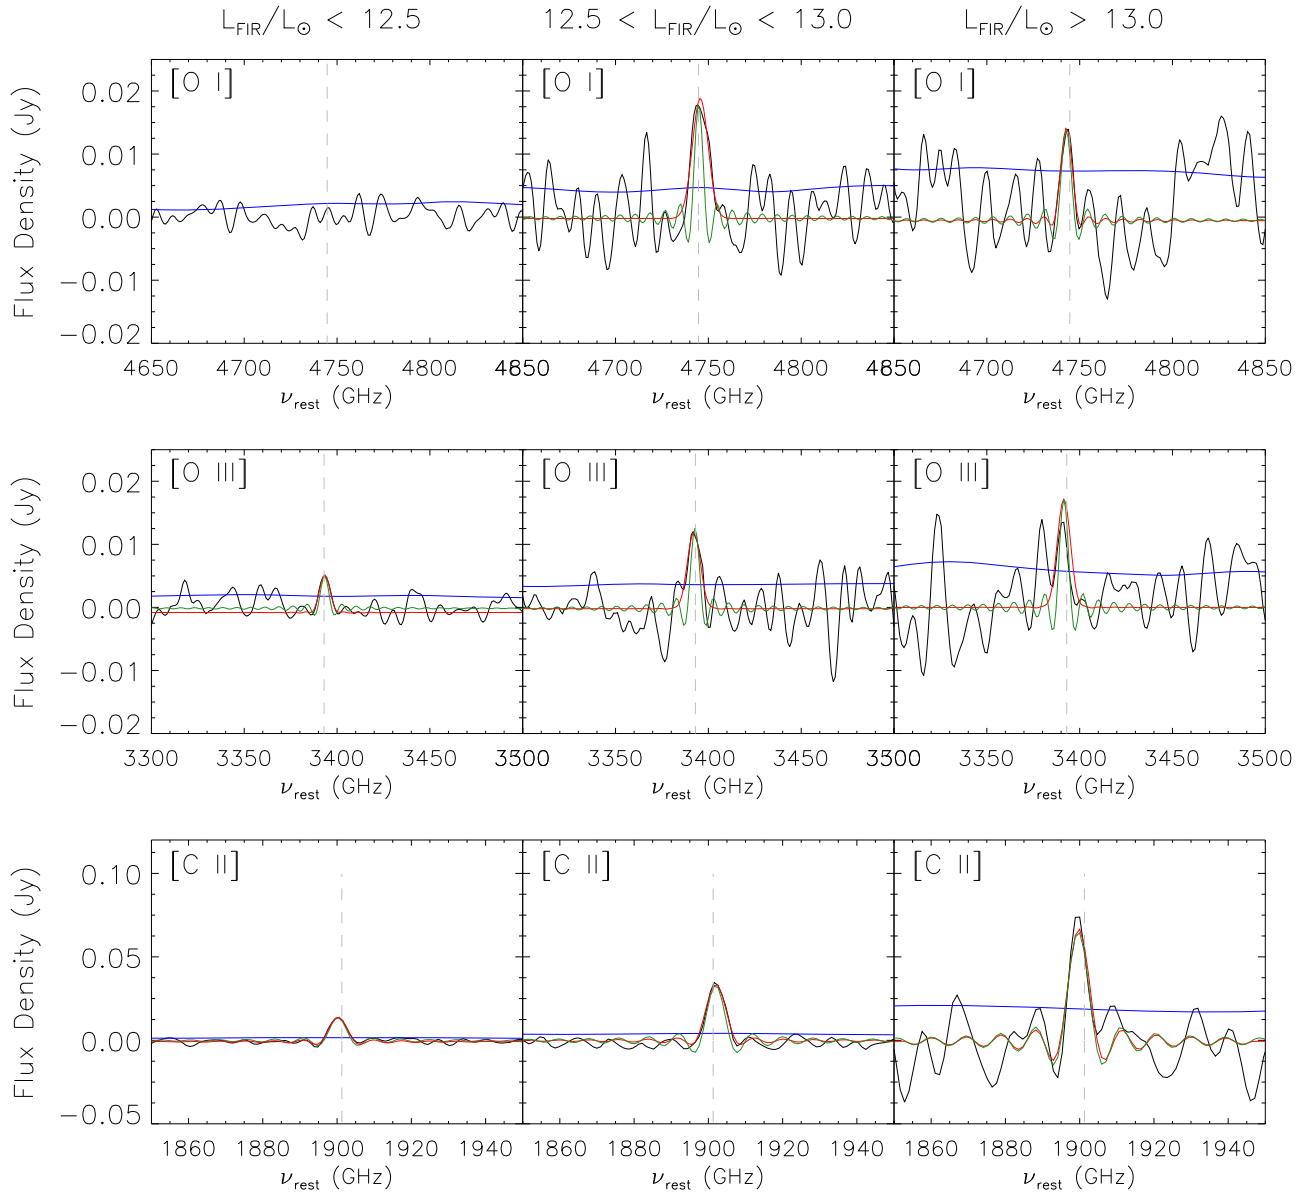 L_FIR/L_⊙ < 12.5   12.5 < L_FIR/L_⊙ < 13.0   L_FIR/L_⊙ > 13.0
[O I]   [O I]   [O I]
Flux Density (Jy)
0.02
0.01
0.00
−0.01
−0.02
4650 4700 4750 4800 4850 4700 4750 4800 4850 4700 4750 4800 4850
ν_rest (GHz)   ν_rest (GHz)   ν_rest (GHz)
[O III]   [O III]   [O III]
Flux Density (Jy)
0.02
0.01
0.00
−0.01
−0.02
3300 3350 3400 3450 3500 3350 3400 3450 3500 3350 3400 3450 3500
ν_rest (GHz)   ν_rest (GHz)   ν_rest (GHz)
[C II]   [C II]   [C II]
Flux Density (Jy)
0.10
0.05
0.00
−0.05
1860 1880 1900 1920 1940 1860 1880 1900 1920 1940 1860 1880 1900 1920 1940
ν_rest (GHz)   ν_rest (GHz)   ν_rest (GHz)